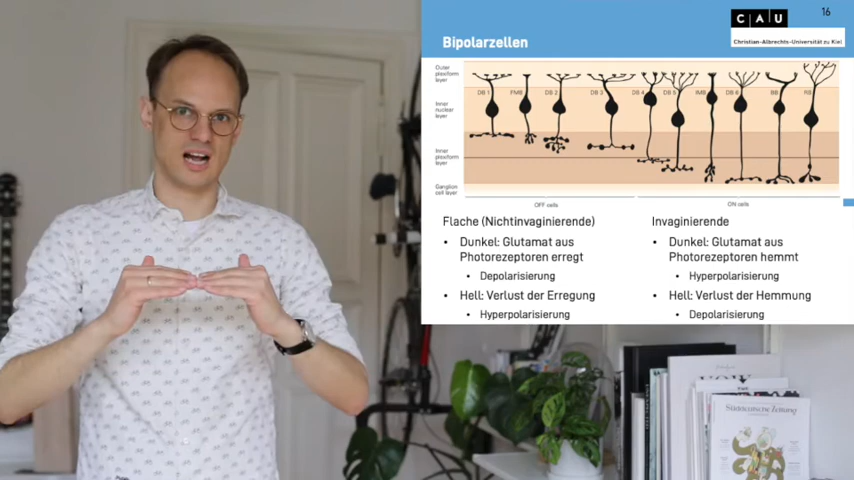 16
C A U
Christian-Albrechts-Universität zu Kiel
Bipolarzellen
Outer
plexiform
layer
Inner
nuclear
layer
Inner
plexiform
layer
Ganglion
cell layer
DB 1 FMB DB 2 DB 3 DB 4 DB 5 IMB DB 6 BB RB
OFF cells
ON cells
Flache (Nichtinvaginierende)
• Dunkel: Glutamat aus
Photorezeptoren erregt
• Depolarisierung
• Hell: Verlust der Erregung
• Hyperpolarisierung
Invaginierende
• Dunkel: Glutamat aus
Photorezeptoren hemmt
• Hyperpolarisierung
• Hell: Verlust der Hemmung
• Depolarisierung
Süddeutsche Zeitung